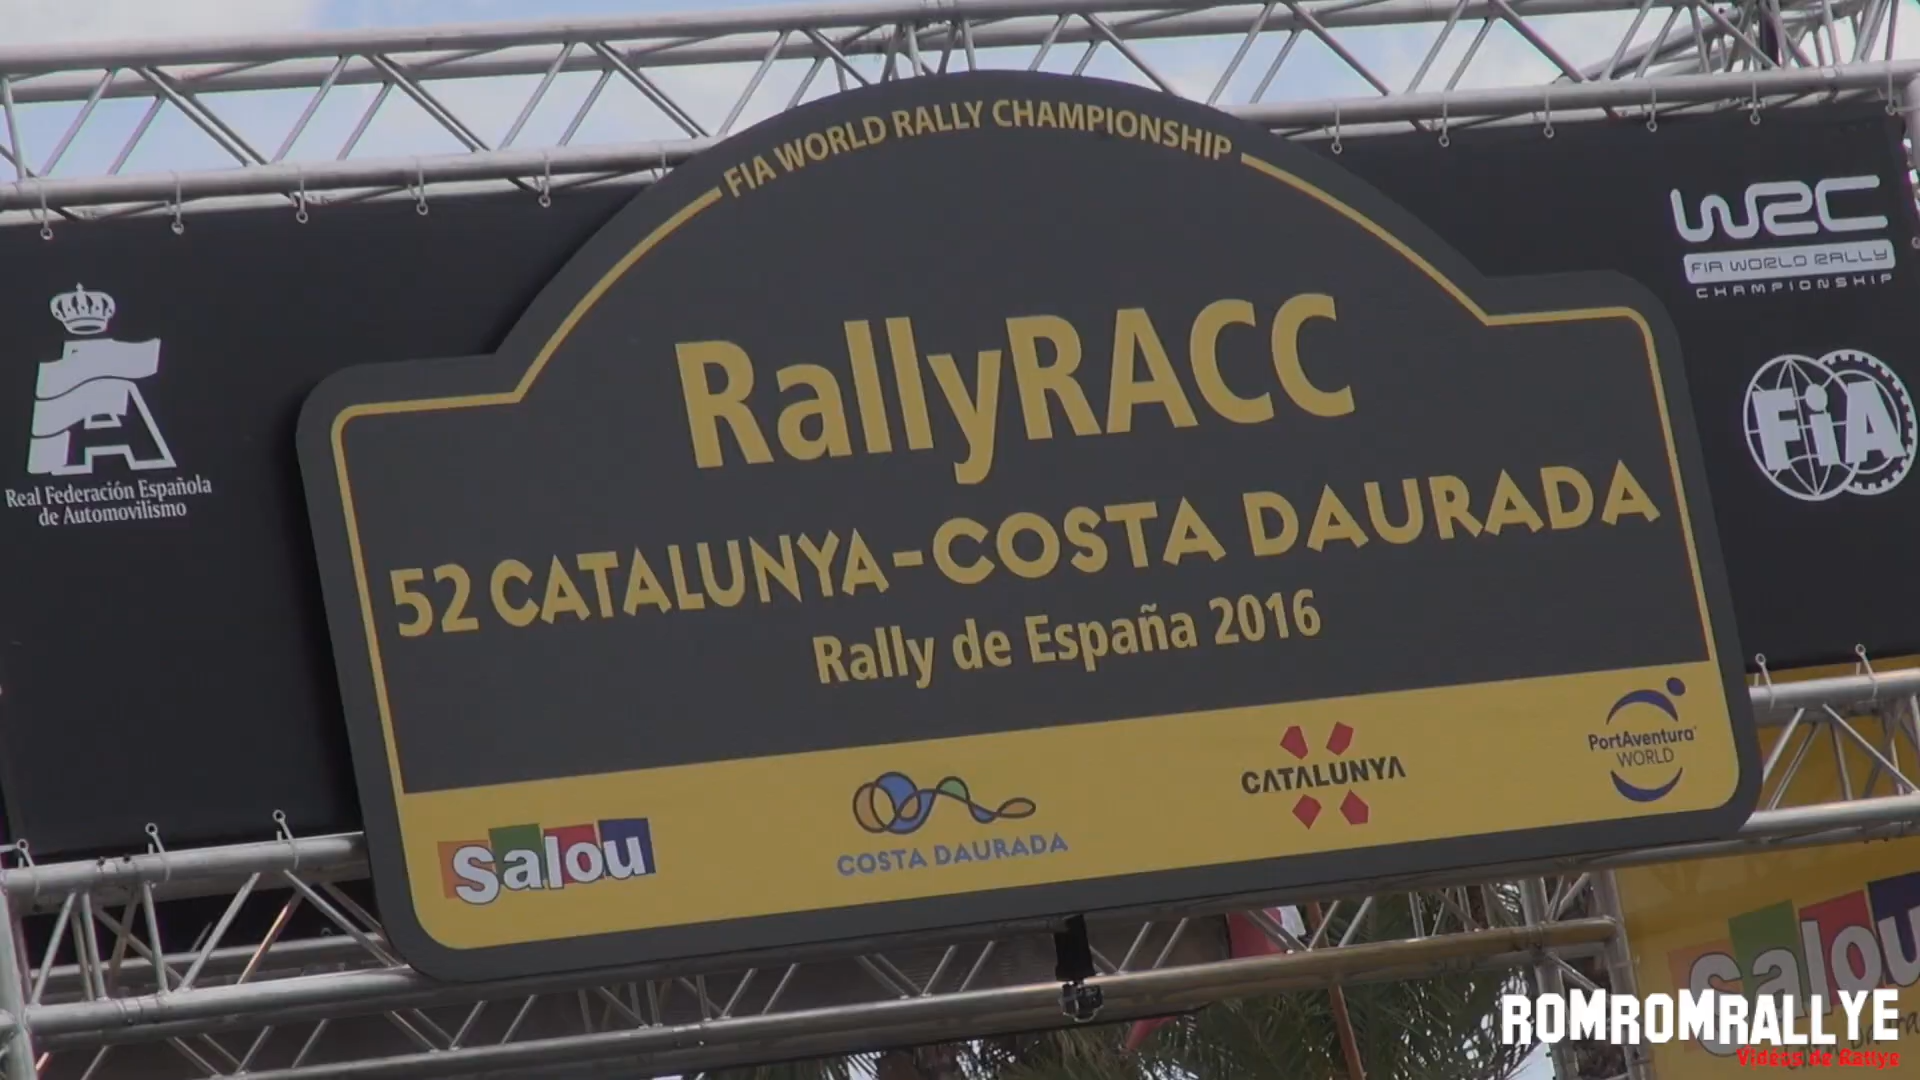 FIA WORLD RALLY CHAMPIONSHIP
WRC
FIA WORLD RALLY
CHAMPIONSHIP
FiA
Real Federación Española
de Automovilismo
RallyRACC
52 CATALUNYA-COSTA DAURADA
Rally de España 2016
Salou
COSTA DAURADA
CATALUNYA
PortAventura
WORLD
Salou
ROMROMRALLYE
Vidéos de Rallye